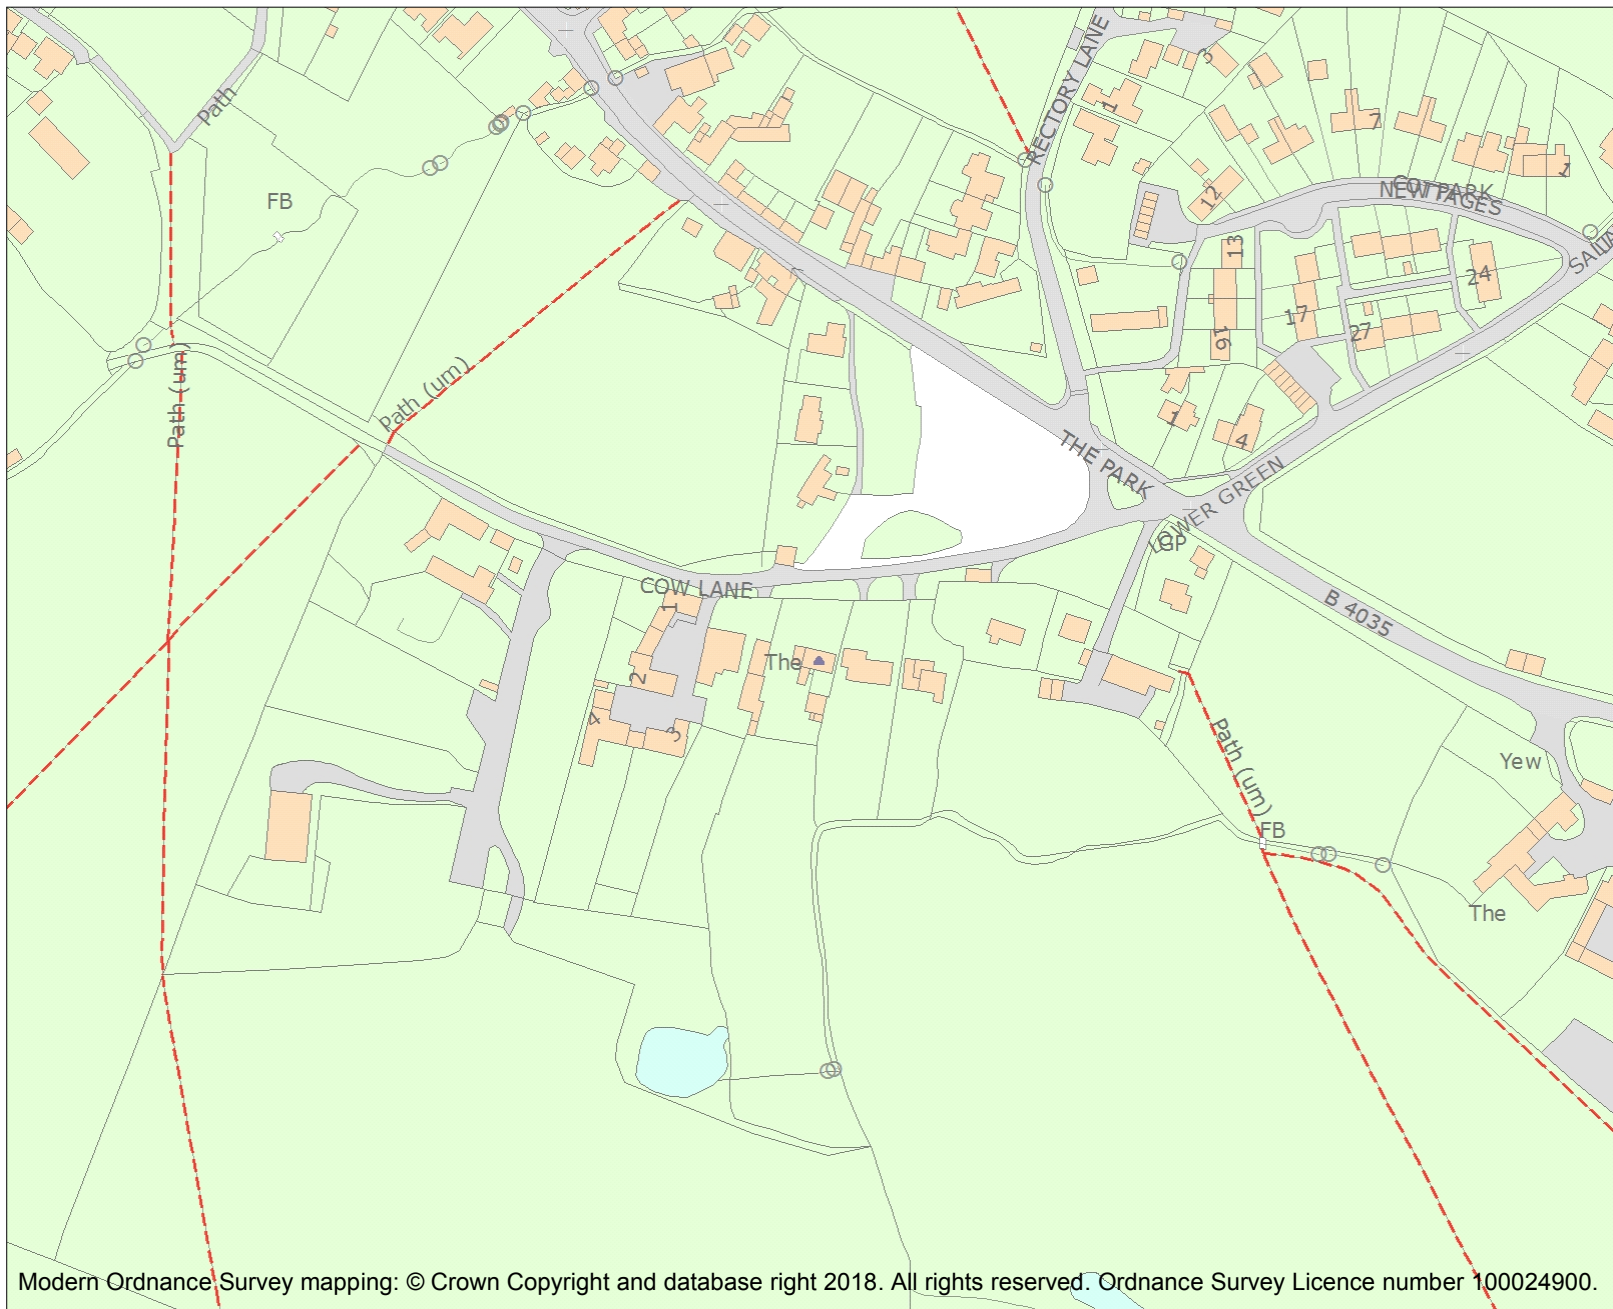 RECTORY LANE
3
1
Path
7
1
FB
12
NEW PARK
COTTAGES
13
24
17
16
27
Path (um)
Path (um)
1
4
THE PARK
LOWER GREEN
GP
COW LANE
1
B 4035
The
2
4
3
Path (um)
Yew
FB
The
Modern Ordnance Survey mapping: © Crown Copyright and database right 2018. All rights reserved. Ordnance Survey Licence number 100024900.